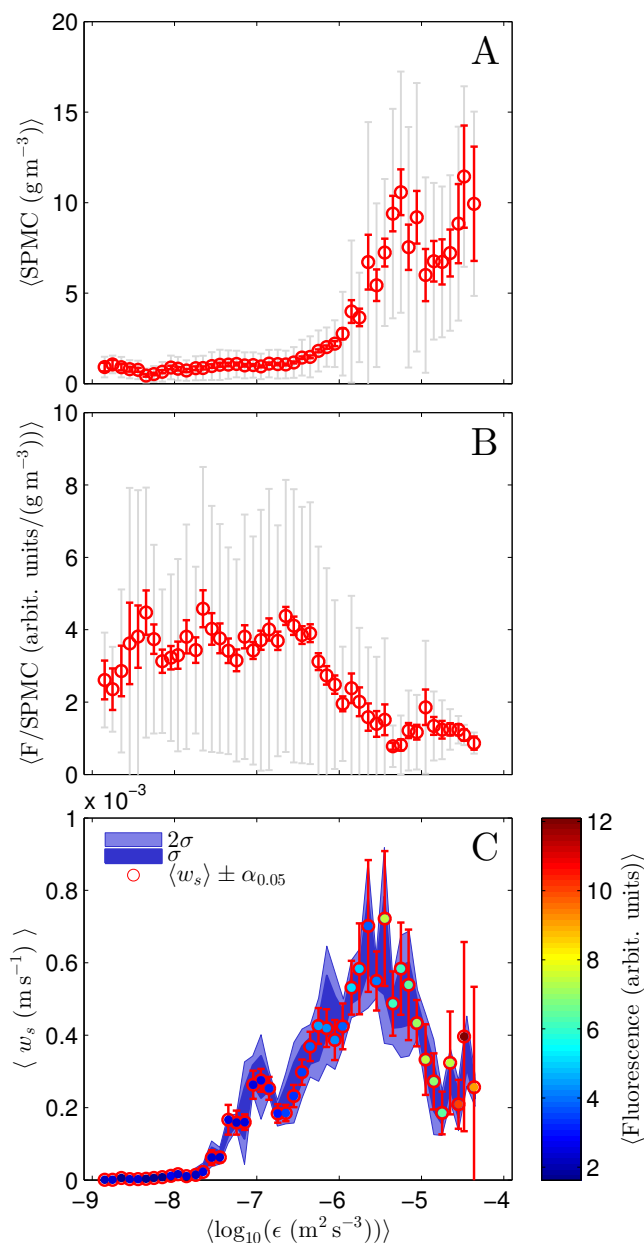 20
15
10
5
0
A
⟨SPMC (g m⁻³)⟩
10
8
6
4
2
0
B
⟨F/SPMC (arbit. units/(g m⁻³))⟩
x 10⁻³
1
0.8
0.6
0.4
0.2
0
2σ
σ
⟨w_s⟩ ± α₀.₀₅
C
⟨ w_s (m s⁻¹) ⟩
−9
−8
−7
−6
−5
−4
⟨log₁₀(ϵ (m² s⁻³))⟩
12
10
8
6
4
2
⟨Fluorescence (arbit. units)⟩